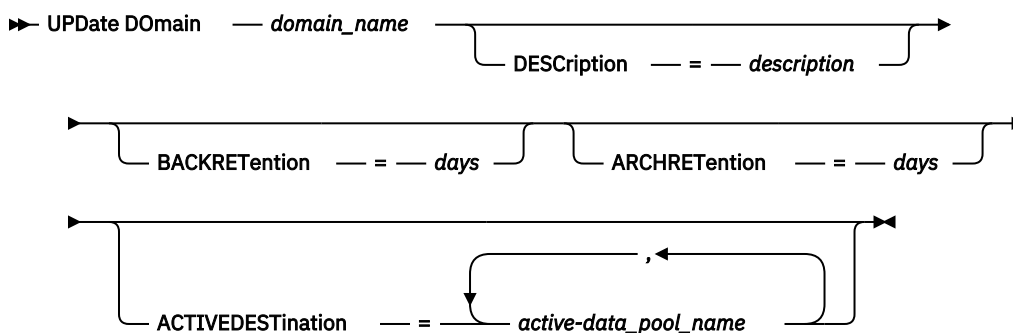 UPDate DOmain domain_name
DESCription = description
BACKRETention = days ARCHRETention = days
,
ACTIVEDESTination = active-data_pool_name